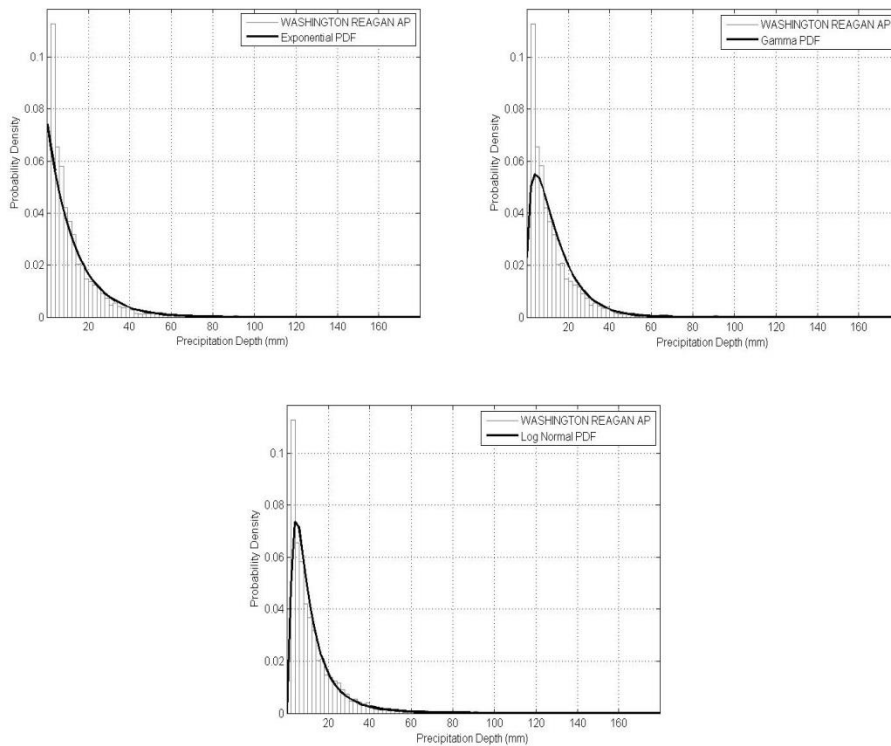 WASHINGTON REAGAN AP
Exponential PDF
0.1
0.08
0.06
0.04
0.02
0
Probability Density
20 40 60 80 100 120 140 160
Precipitation Depth (mm)
WASHINGTON REAGAN AP
Gamma PDF
0.1
0.08
0.06
0.04
0.02
0
Probability Density
20 40 60 80 100 120 140 160
Precipitation Depth (mm)
WASHINGTON REAGAN AP
Log Normal PDF
0.1
0.08
0.06
0.04
0.02
0
Probability Density
20 40 60 80 100 120 140 160
Precipitation Depth (mm)